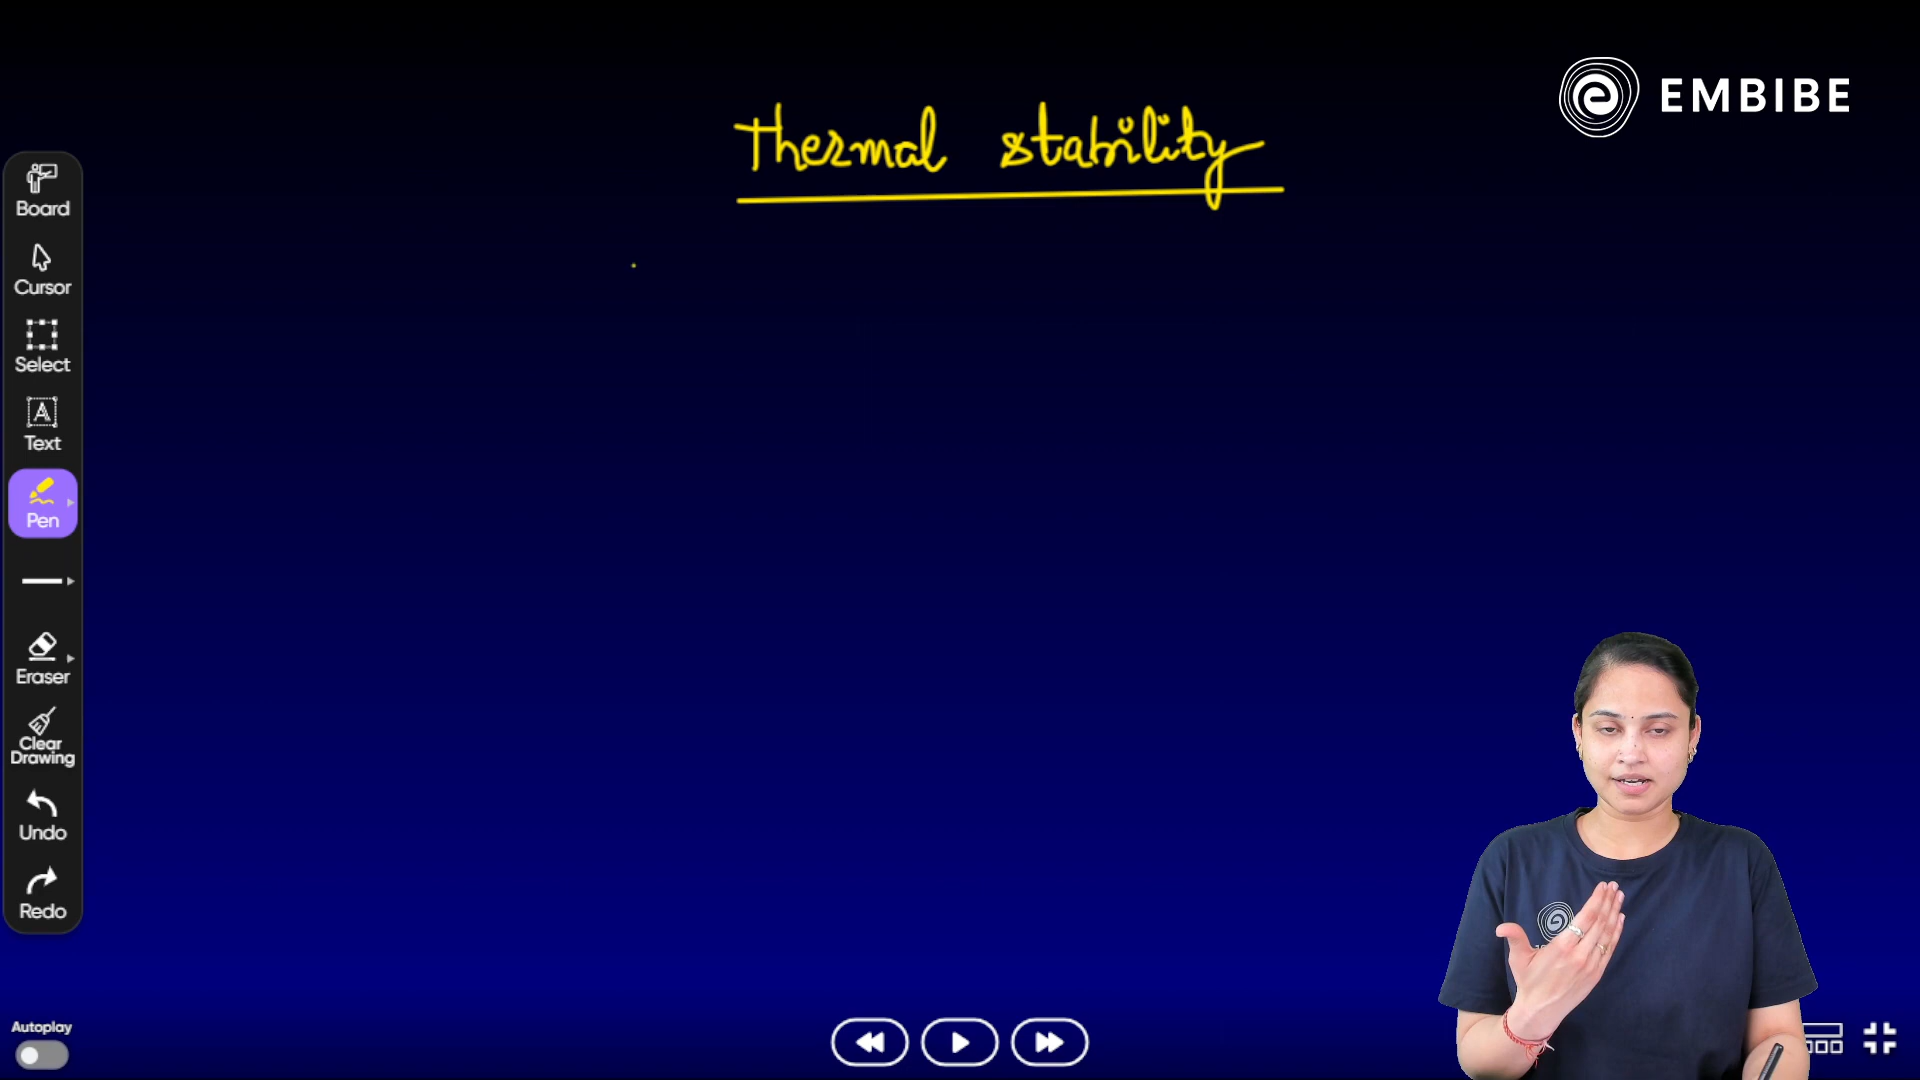 Thermal stability
EMBIBE
Board
Cursor
Select
Text
Pen
Eraser
Clear
Drawing
Undo
Redo
Autoplay